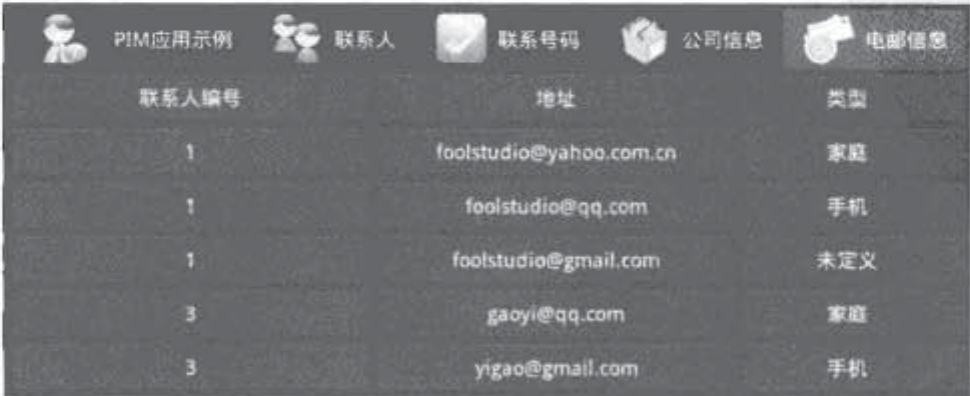 PIM应用示例 联系人 联系号码 公司信息 电邮信息
联系人编号 地址 类型
1 foolstudio@yahoo.com.cn 家庭
1 foolstudio@qq.com 手机
1 foolstudio@gmail.com 未定义
3 gaoyi@qq.com 家庭
3 yigao@gmail.com 手机